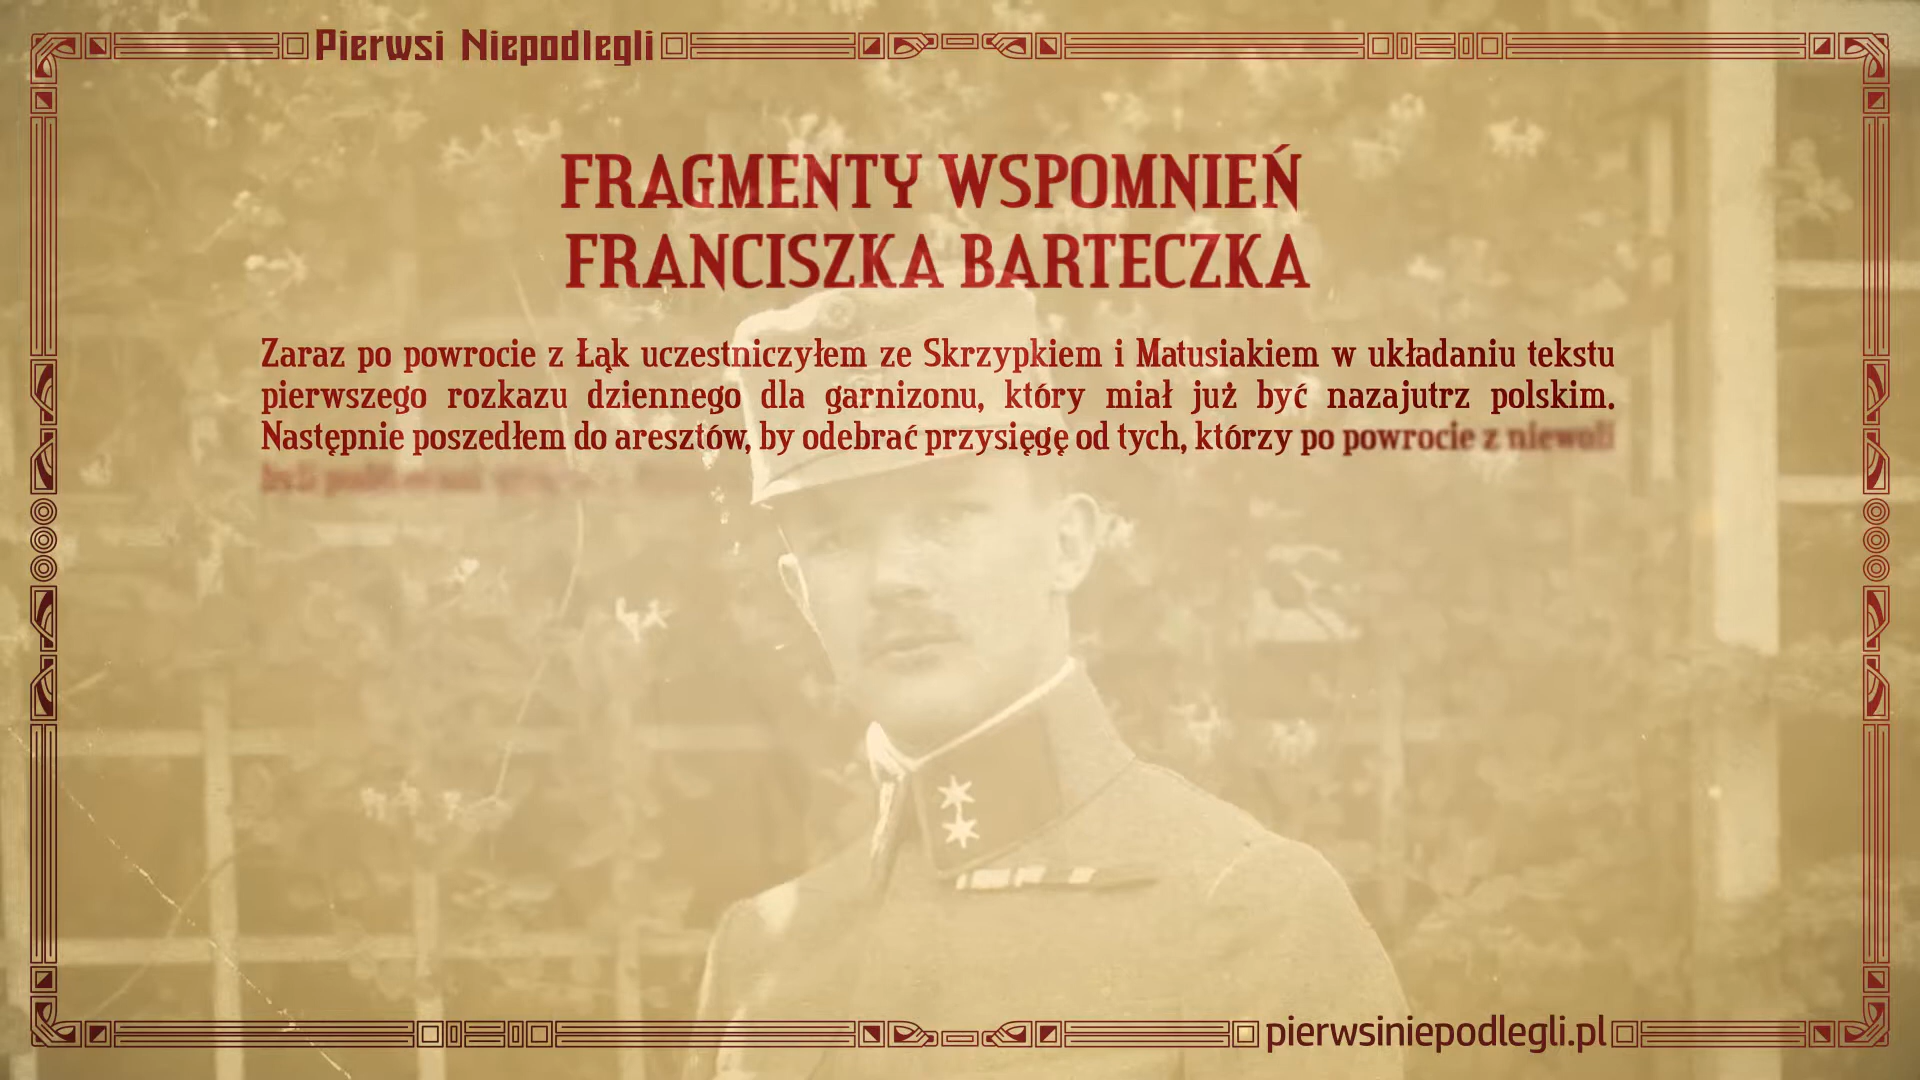 Pierwsi Niepodlegli
FRAGMENTY WSPOMNIEŃ
FRANCISZKA BARTECZKA
Zaraz po powrocie z Łąk uczestniczyłem ze Skrzypkiem i Matusiakiem w układaniu tekstu
pierwszego rozkazu dziennego dla garnizonu, który miał już być nazajutrz polskim.
Następnie poszedłem do aresztów, by odebrać przysięgę od tych, którzy po powrocie z niewoli
pierwsiniepodlegli.pl